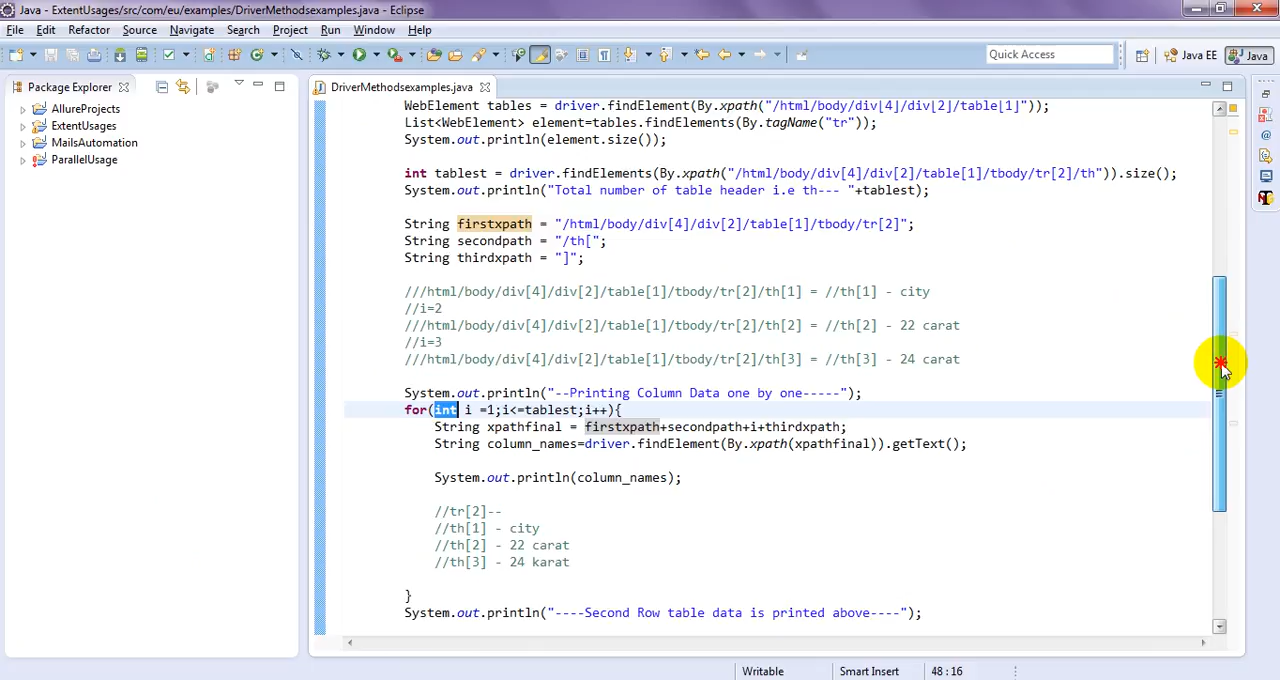 Java - ExtentUsages/src/com/eu/examples/DriverMethodsexamples.java - Eclipse
File Edit Refactor Source Navigate Search Project Run Window Help
Quick Access Java EE Java
Package Explorer
DriverMethodsexamples.java
AllureProjects
ExtentUsages
MailsAutomation
ParallelUsage
WebElement tables = driver.findElement(By.xpath("/html/body/div[4]/div[2]/table[1]"));
List<WebElement> element=tables.findElements(By.tagName("tr"));
System.out.println(element.size());
int tablest = driver.findElements(By.xpath("/html/body/div[4]/div[2]/table[1]/tbody/tr[2]/th")).size();
System.out.println("Total number of table header i.e th--- "+tablest);
String firstxpath = "/html/body/div[4]/div[2]/table[1]/tbody/tr[2]";
String secondpath = "/th[";
String thirdxpath = "]";
///html/body/div[4]/div[2]/table[1]/tbody/tr[2]/th[1] = //th[1] - city
//i=2
///html/body/div[4]/div[2]/table[1]/tbody/tr[2]/th[2] = //th[2] - 22 carat
//i=3
///html/body/div[4]/div[2]/table[1]/tbody/tr[2]/th[3] = //th[3] - 24 carat
System.out.println("--Printing Column Data one by one-----");
for(int i =1;i<=tablest;i++){
String xpathfinal = firstxpath+secondpath+i+thirdxpath;
String column_names=driver.findElement(By.xpath(xpathfinal)).getText();
System.out.println(column_names);
//tr[2]--
//th[1] - city
//th[2] - 22 carat
//th[3] - 24 karat
}
System.out.println("----Second Row table data is printed above----");
Writable Smart Insert 48 : 16